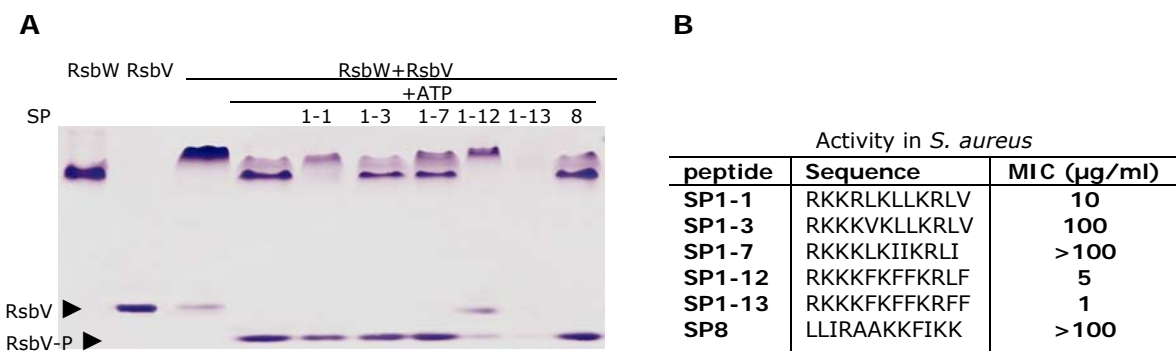 A
B
RsbW RsbV RsbW+RsbV
+ATP
SP 1-1 1-3 1-7 1-12 1-13 8
RsbV
RsbV-P
Activity in S. aureus
peptide Sequence MIC (μg/ml)
SP1-1 RKKRLKLLKRLV 10
SP1-3 RKKKVKLLKRLV 100
SP1-7 RKKKLKIIKRLI >100
SP1-12 RKKKFKFFKRLF 5
SP1-13 RKKKFKFFKRFF 1
SP8 LLIRAAKKFIKK >100